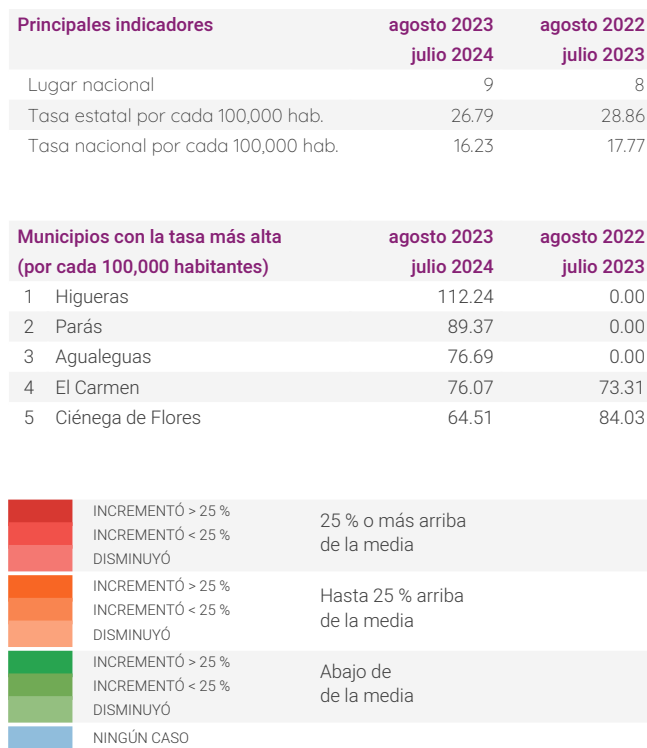 Principales indicadores agosto 2023 agosto 2022
julio 2024 julio 2023
Lugar nacional 9 8
Tasa estatal por cada 100,000 hab. 26.79 28.86
Tasa nacional por cada 100,000 hab. 16.23 17.77
Municipios con la tasa más alta agosto 2023 agosto 2022
(por cada 100,000 habitantes) julio 2024 julio 2023
1 Higueras 112.24 0.00
2 Parás 89.37 0.00
3 Agualeguas 76.69 0.00
4 El Carmen 76.07 73.31
5 Ciénega de Flores 64.51 84.03
INCREMENTÓ > 25 %
INCREMENTÓ < 25 %
DISMINUYÓ
25 % o más arriba
de la media
INCREMENTÓ > 25 %
INCREMENTÓ < 25 %
DISMINUYÓ
Hasta 25 % arriba
de la media
INCREMENTÓ > 25 %
INCREMENTÓ < 25 %
DISMINUYÓ
Abajo de
de la media
NINGÚN CASO